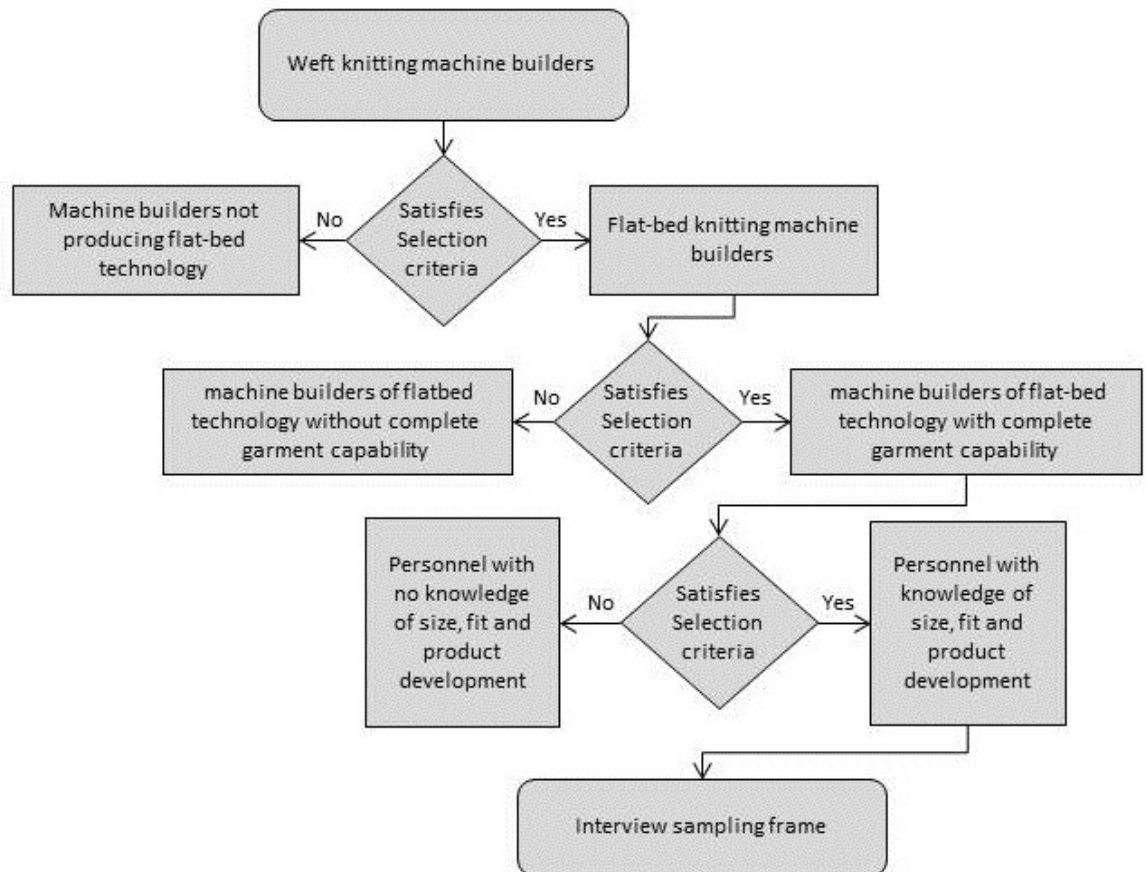 Weft knitting machine builders
Machine builders not
producing flat-bed
technology
No
Satisfies
Selection
criteria
Yes
Flat-bed knitting machine
builders
machine builders of flatbed
technology without complete
garment capability
No
Satisfies
Selection
criteria
Yes
machine builders of flat-bed
technology with complete
garment capability
Personnel with
no knowledge
of size, fit and
product
development
No
Satisfies
Selection
criteria
Yes
Personnel with
knowledge of
size, fit and
product
development
Interview sampling frame